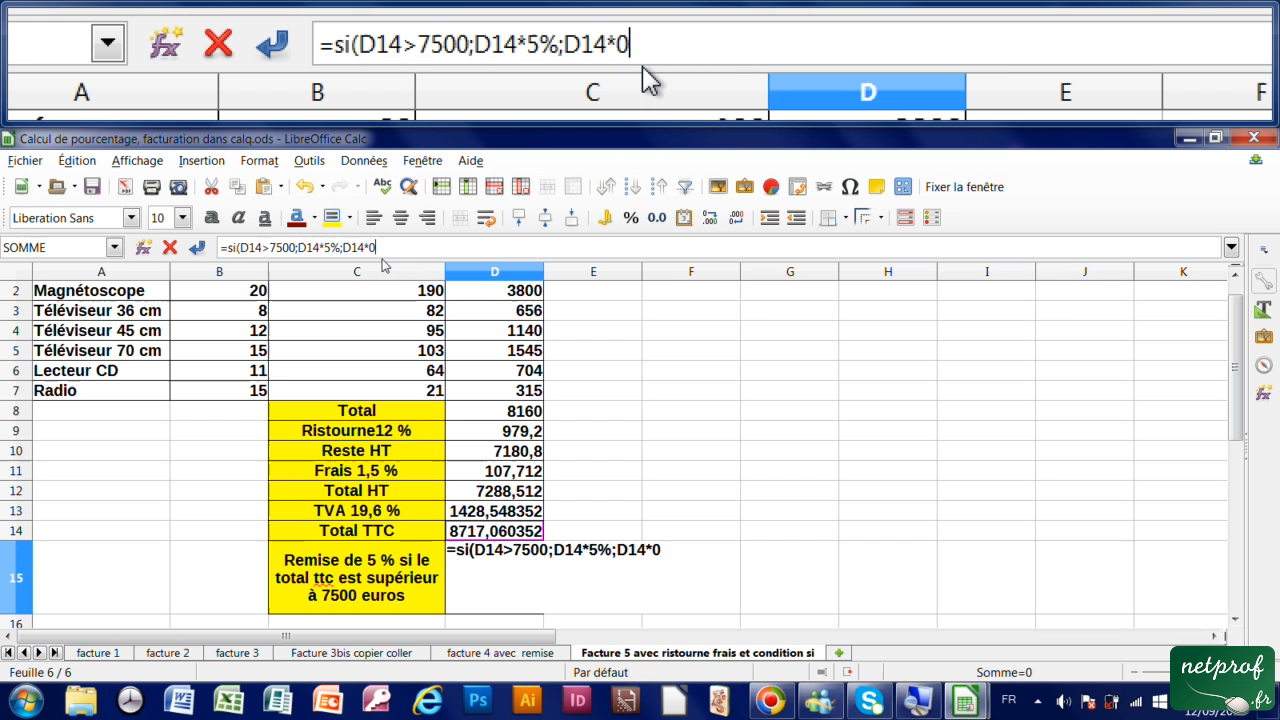 =si(D14>7500;D14*5%;D14*0
A B C D E F
Calcul de pourcentage, facturation dans calq.ods - LibreOffice Calc
Fichier Édition Affichage Insertion Format Outils Données Fenêtre Aide
Fixer la fenêtre
Liberation Sans 10
SOMME =si(D14>7500;D14*5%;D14*0
A B C D E F G H I J K
2 Magnétoscope 20 190 3800
3 Téléviseur 36 cm 8 82 656
4 Téléviseur 45 cm 12 95 1140
5 Téléviseur 70 cm 15 103 1545
6 Lecteur CD 11 64 704
7 Radio 15 21 315
8 Total 8160
9 Ristourne12 % 979,2
10 Reste HT 7180,8
11 Frais 1,5 % 107,712
12 Total HT 7288,512
13 TVA 19,6 % 1428,548352
14 Total TTC 8717,060352
=si(D14>7500;D14*5%;D14*0
Remise de 5 % si le
15 total ttc est supérieur
à 7500 euros
16
facture 1 facture 2 facture 3 Facture 3bis copier coller facture 4 avec remise Facture 5 avec ristourne frais et condition si
Feuille 6 / 6 Par défaut Somme=0
netprof
.fr
FR
12/09/20